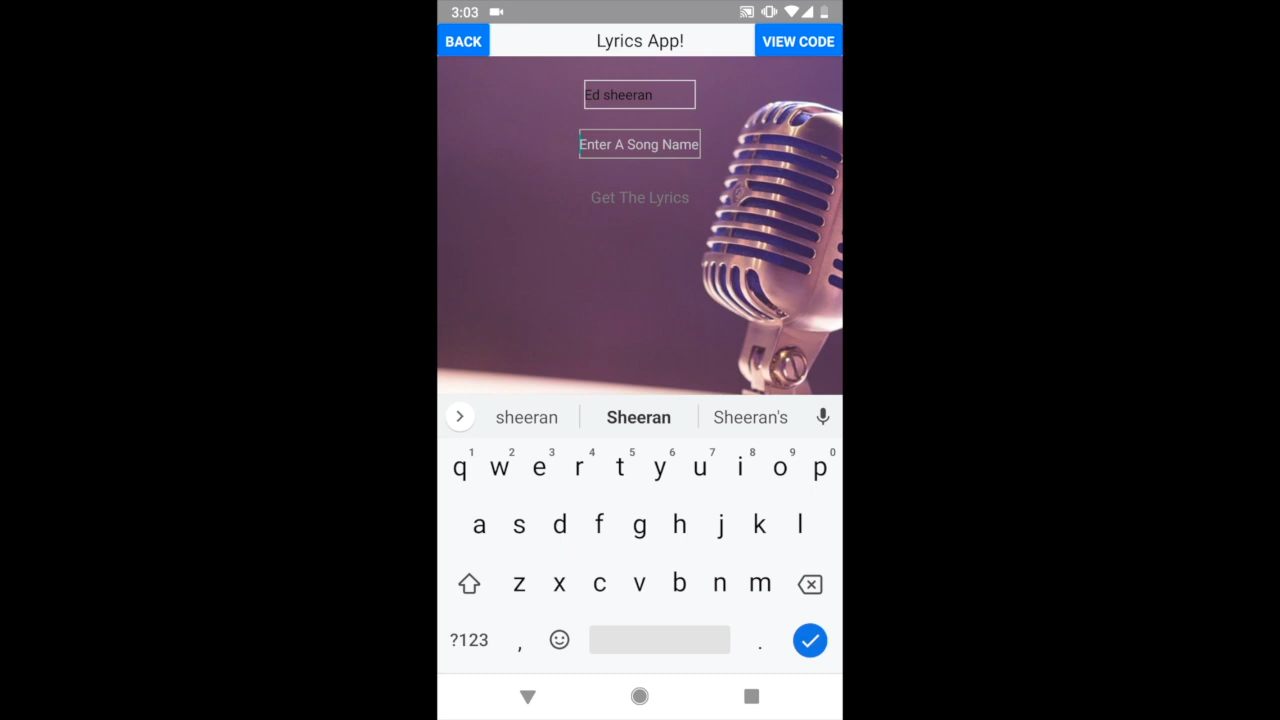 3:03
BACK Lyrics App! VIEW CODE
Ed sheeran
Enter A Song Name
Get The Lyrics
sheeran Sheeran Sheeran's
1 2 3 4 5 6 7 8 9 0
q w e r t y u i o p
a s d f g h j k l
z x c v b n m
?123 , .